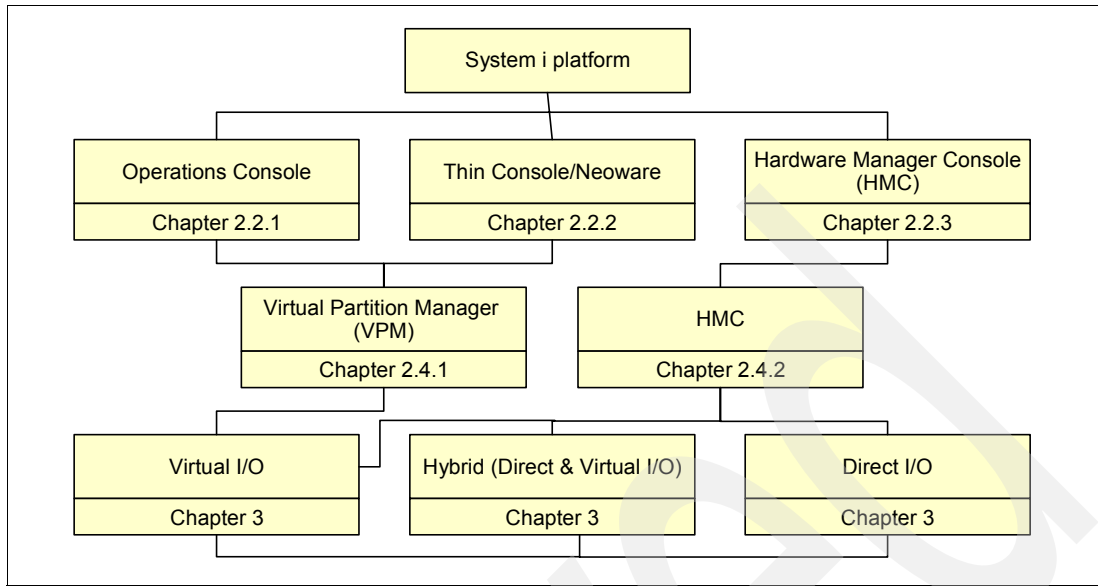 System i platform
Operations Console
Chapter 2.2.1
Thin Console/Neoware
Chapter 2.2.2
Hardware Manager Console
(HMC)
Chapter 2.2.3
Virtual Partition Manager
(VPM)
Chapter 2.4.1
HMC
Chapter 2.4.2
Virtual I/O
Chapter 3
Hybrid (Direct & Virtual I/O)
Chapter 3
Direct I/O
Chapter 3